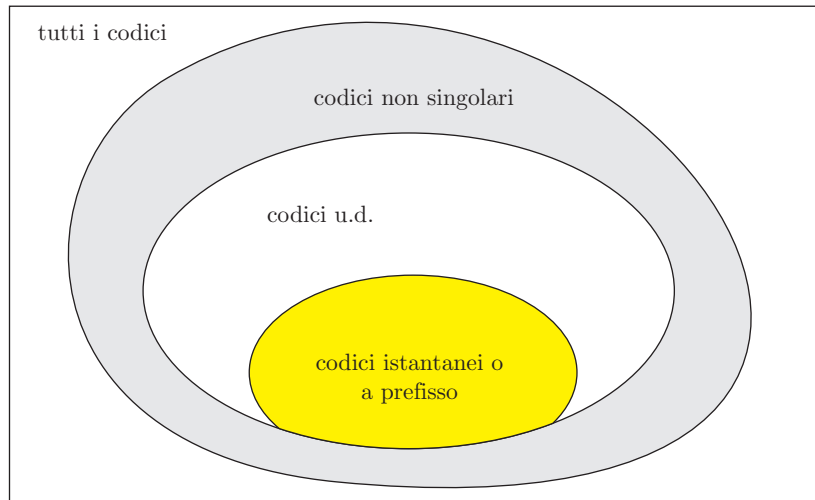 tutti i codici
codici non singolari
codici u.d.
codici istantanei o
a prefisso